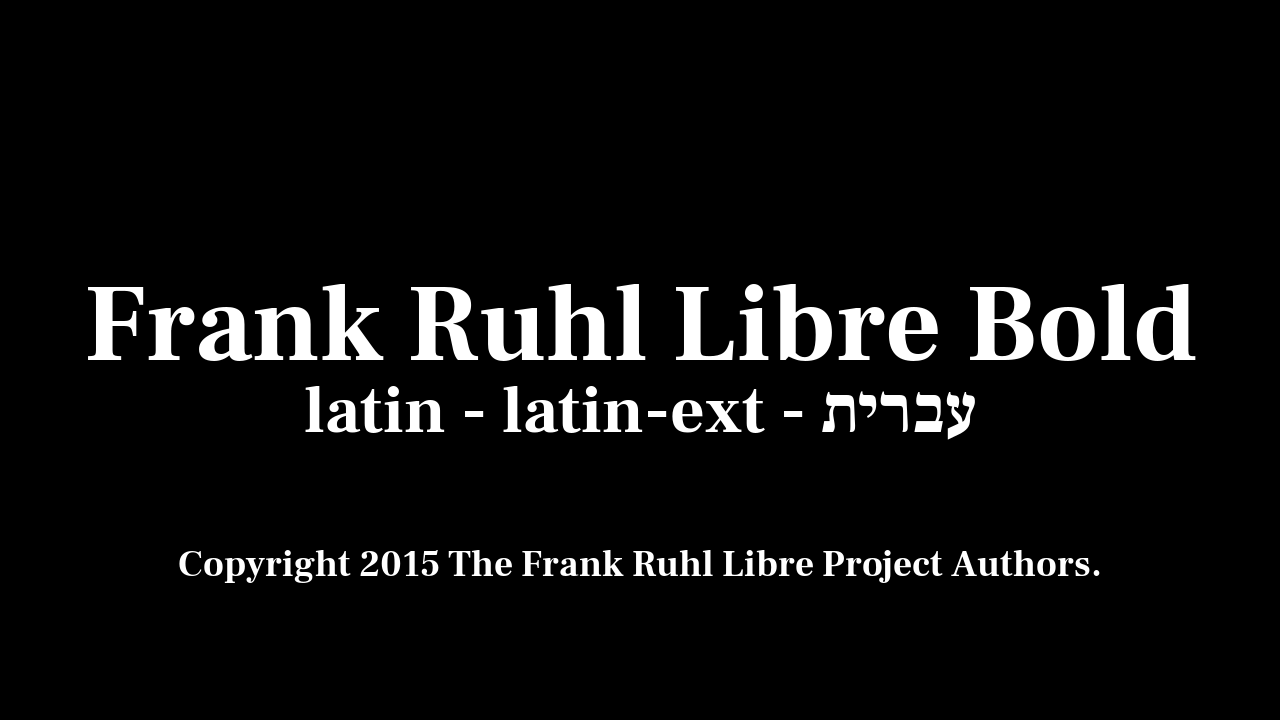 Frank Ruhl Libre Bold
latin - latin-ext - עברית
Copyright 2015 The Frank Ruhl Libre Project Authors.